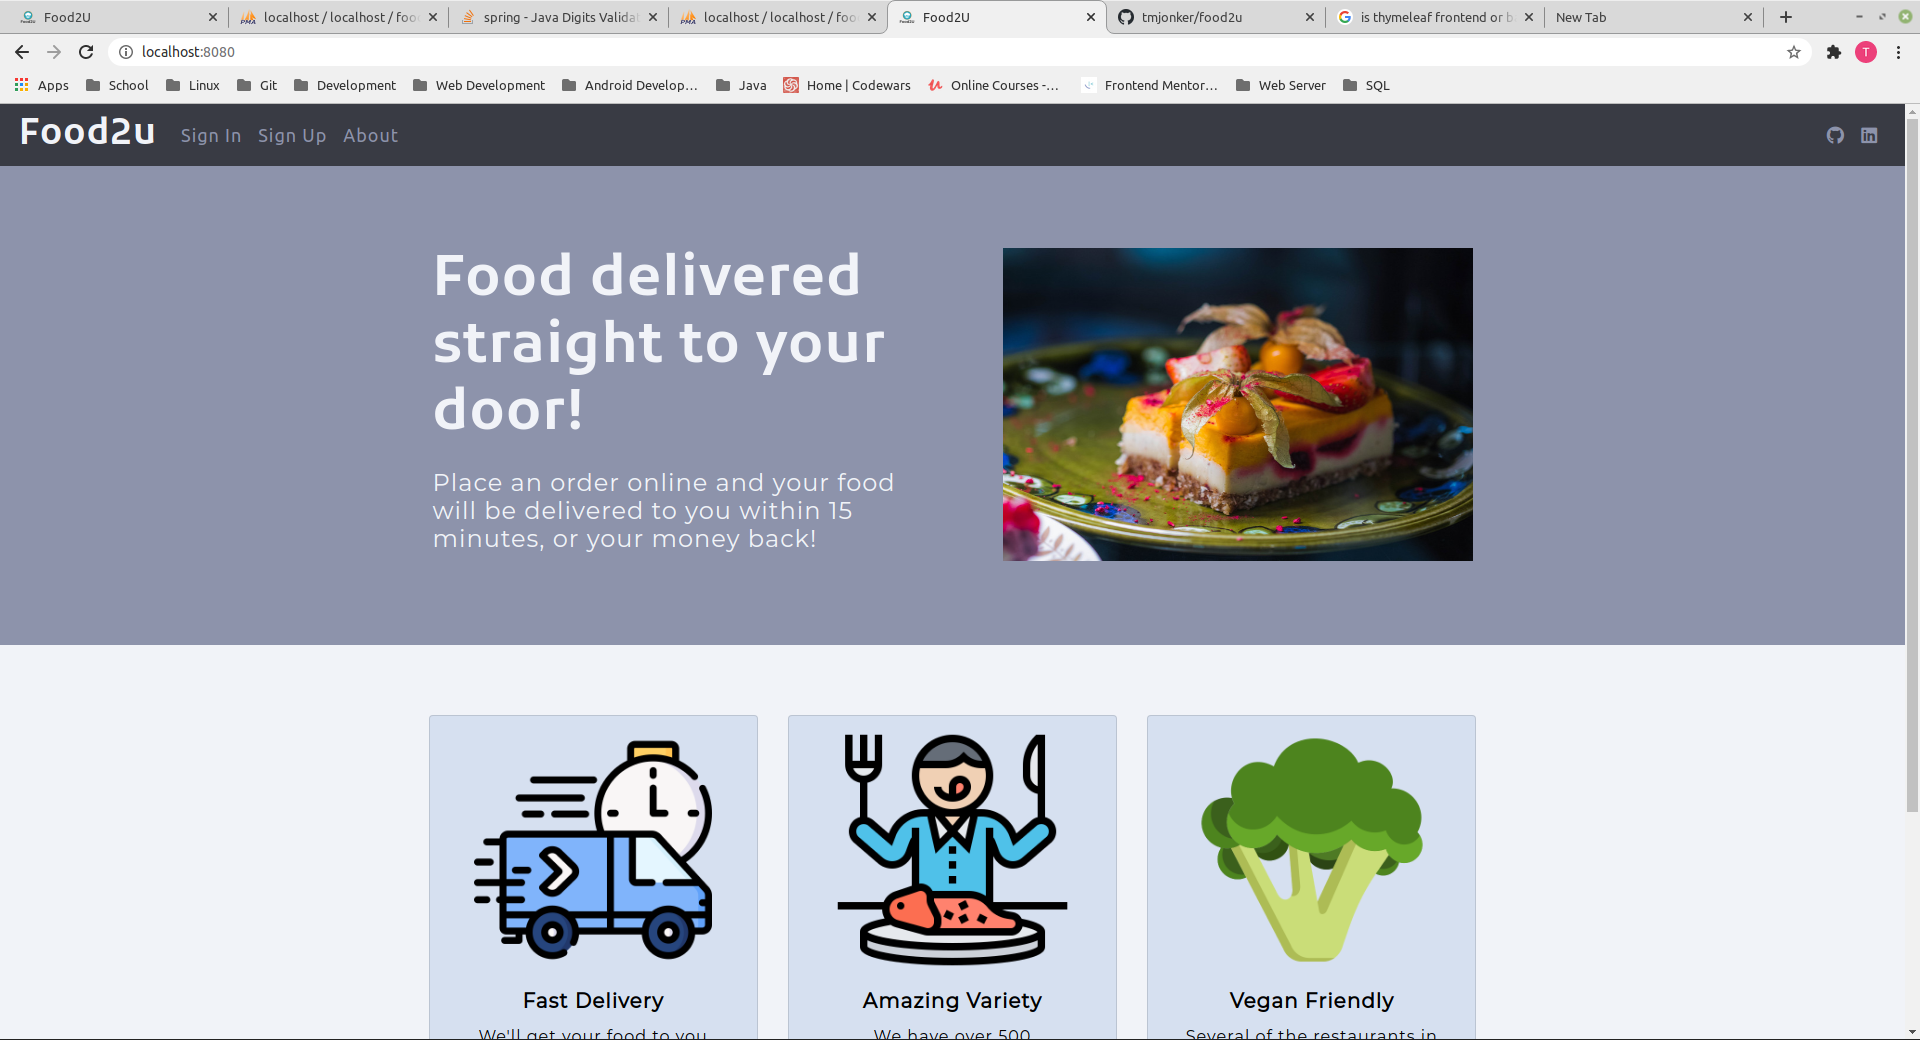 Food2U
localhost / localhost / foo
spring - Java Digits Valida
localhost / localhost / foo
Food2U
tmjonker/food2u
is thymeleaf frontend or b
New Tab
localhost:8080
T
Apps
School
Linux
Git
Development
Web Development
Android Develop...
Java
Home | Codewars
Online Courses -...
Frontend Mentor...
Web Server
SQL
Food2u
Sign In
Sign Up
About
Food delivered
straight to your
door!
Place an order online and your food
will be delivered to you within 15
minutes, or your money back!
Fast Delivery
We'll get your food to you
Amazing Variety
We have over 500
Vegan Friendly
Several of the restaurants in